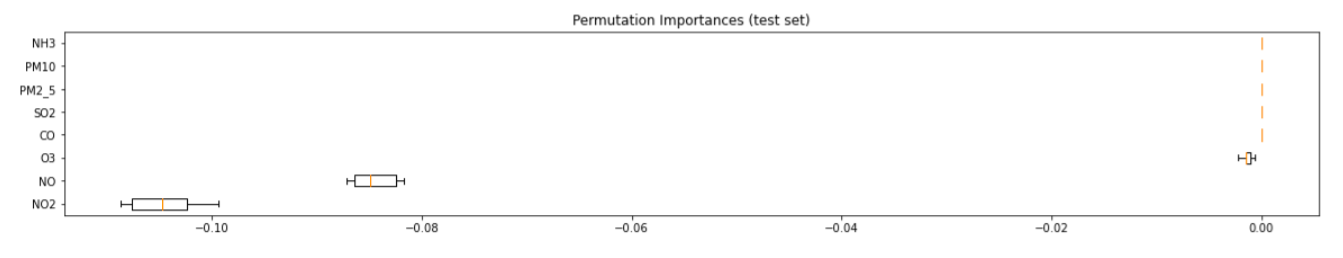 Permutation Importances (test set)
NH3
PM10
PM2_5
SO2
CO
O3
NO
NO2
−0.10 −0.08 −0.06 −0.04 −0.02 0.00